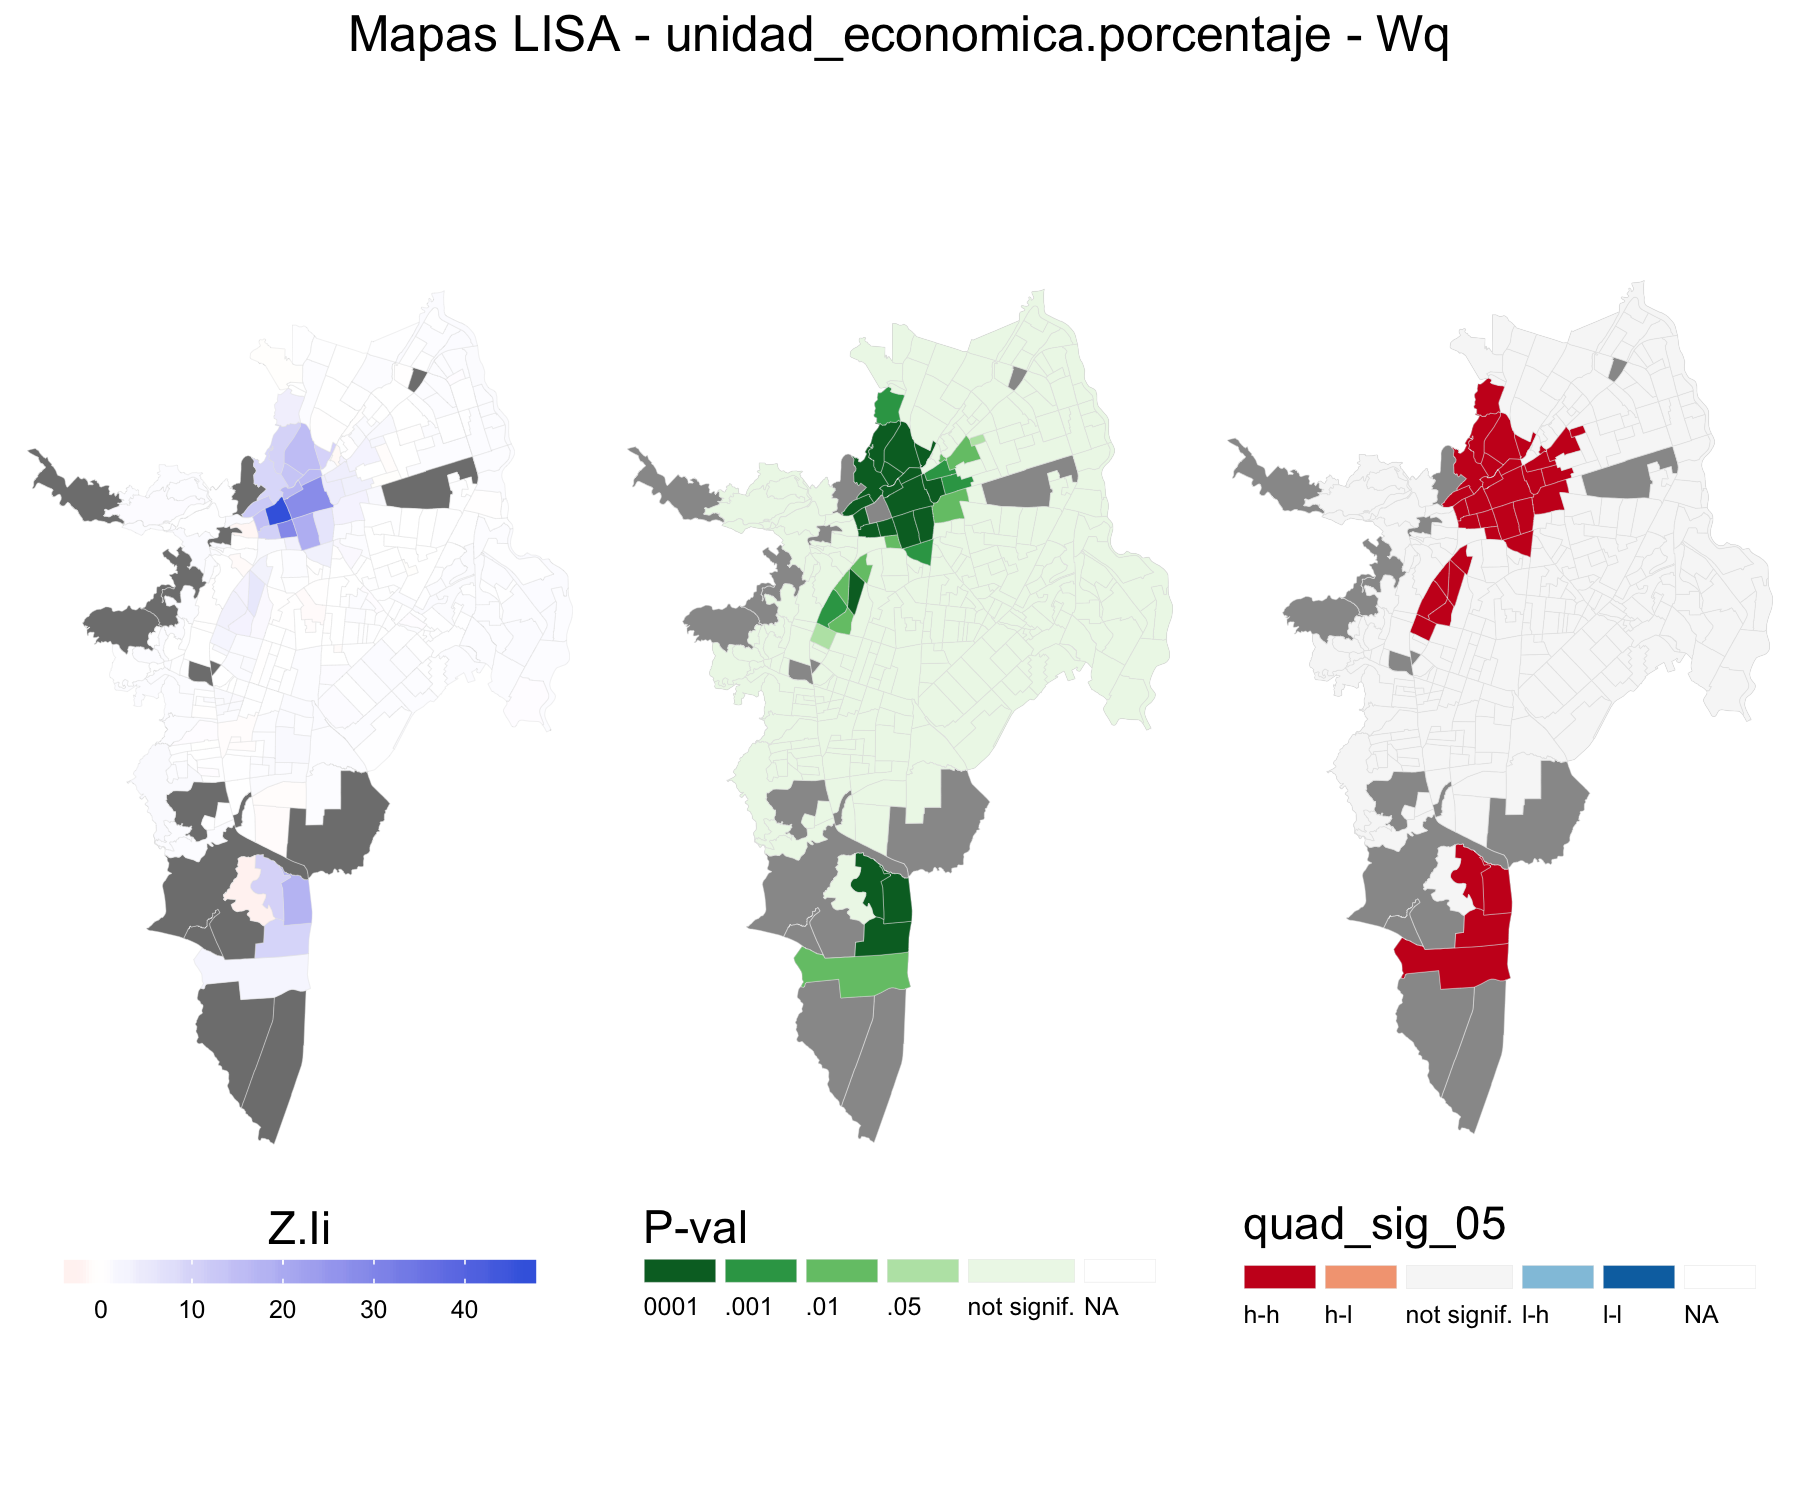 Mapas LISA - unidad_economica.porcentaje - Wq
Z.Ii
0 10 20 30 40
P-val
0001 .001 .01 .05 not signif. NA
quad_sig_05
h-h h-l not signif. l-h l-l NA